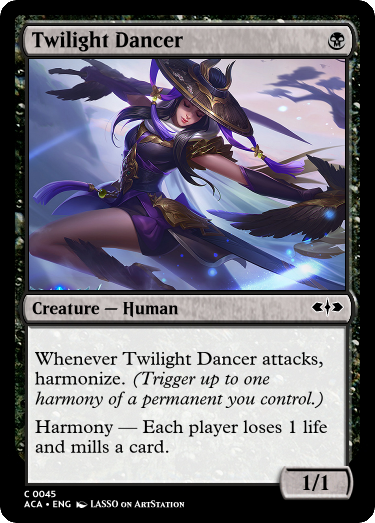 Twilight Dancer
Creature — Human
Whenever Twilight Dancer attacks,
harmonize. (Trigger up to one
harmony of a permanent you control.)
Harmony — Each player loses 1 life
and mills a card.
1/1
C 0045
ACA • ENG LASSO on ArtStation